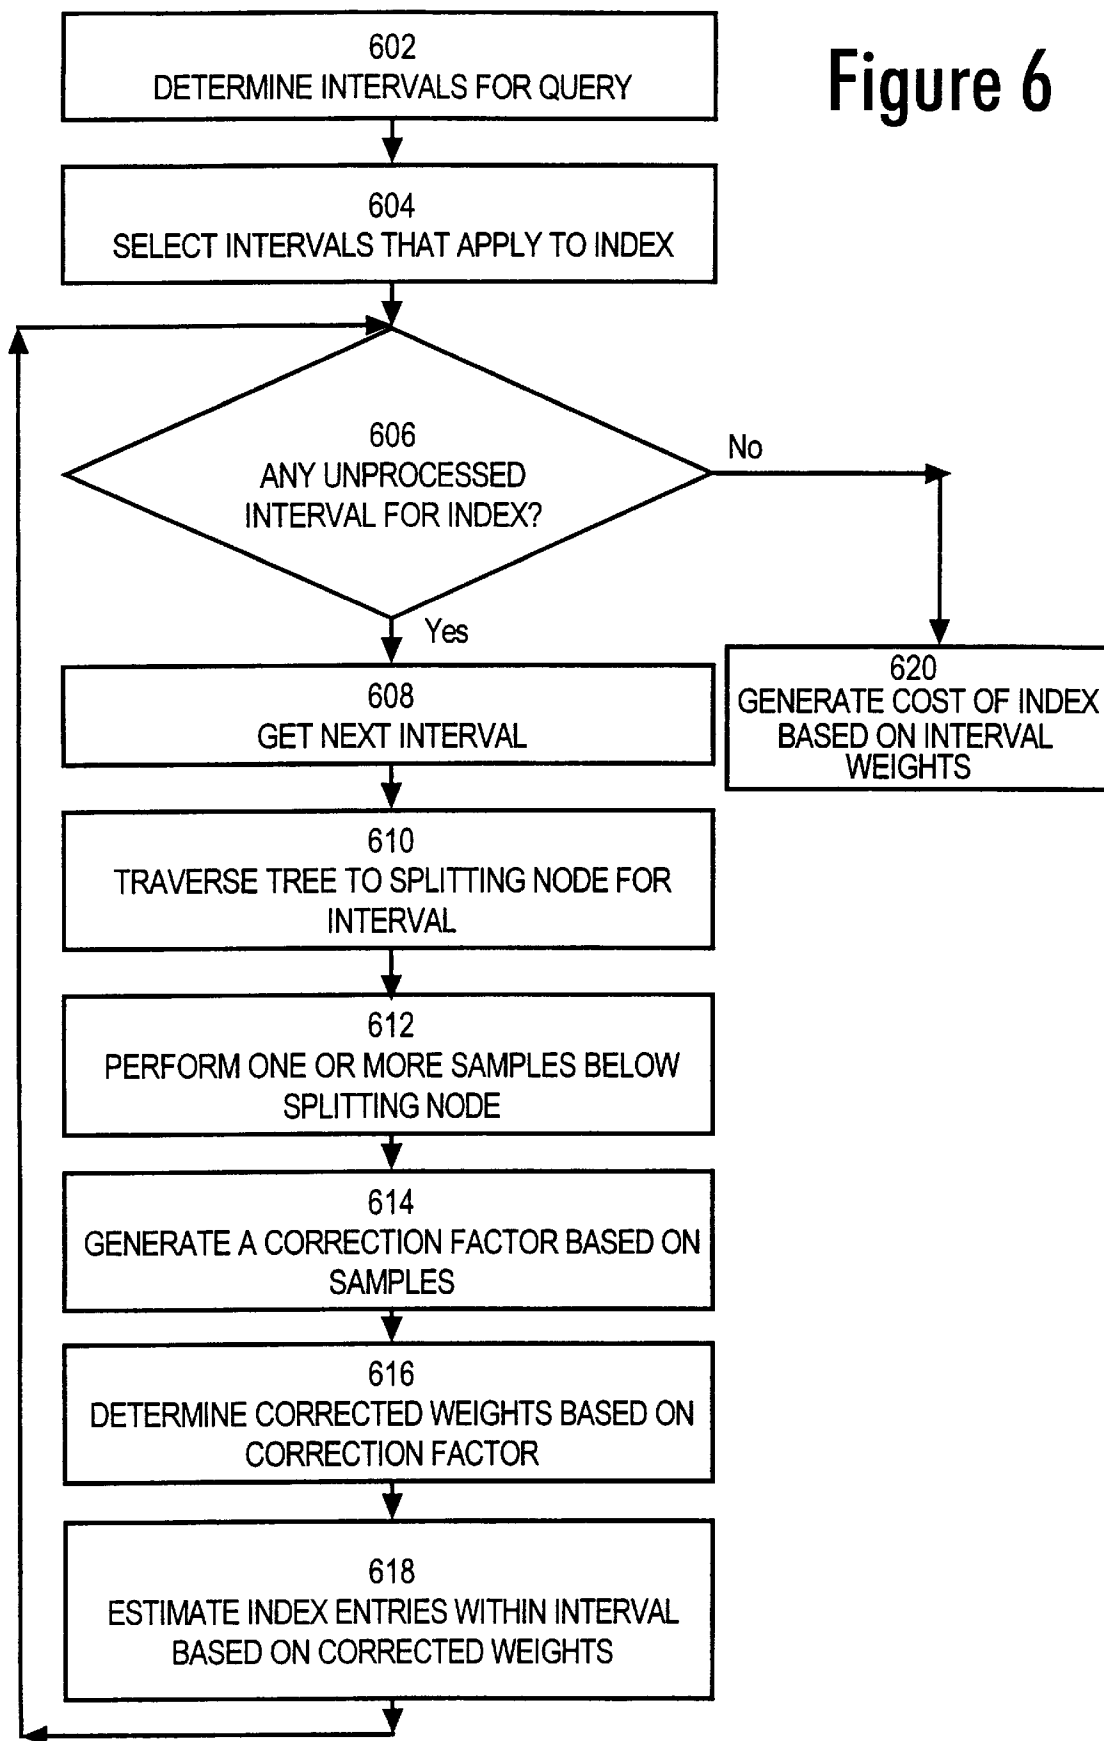 Figure 6
602
DETERMINE INTERVALS FOR QUERY
604
SELECT INTERVALS THAT APPLY TO INDEX
606
ANY UNPROCESSED
INTERVAL FOR INDEX?
No
Yes
608
GET NEXT INTERVAL
620
GENERATE COST OF INDEX
BASED ON INTERVAL
WEIGHTS
610
TRAVERSE TREE TO SPLITTING NODE FOR
INTERVAL
612
PERFORM ONE OR MORE SAMPLES BELOW
SPLITTING NODE
614
GENERATE A CORRECTION FACTOR BASED ON
SAMPLES
616
DETERMINE CORRECTED WEIGHTS BASED ON
CORRECTION FACTOR
618
ESTIMATE INDEX ENTRIES WITHIN INTERVAL
BASED ON CORRECTED WEIGHTS